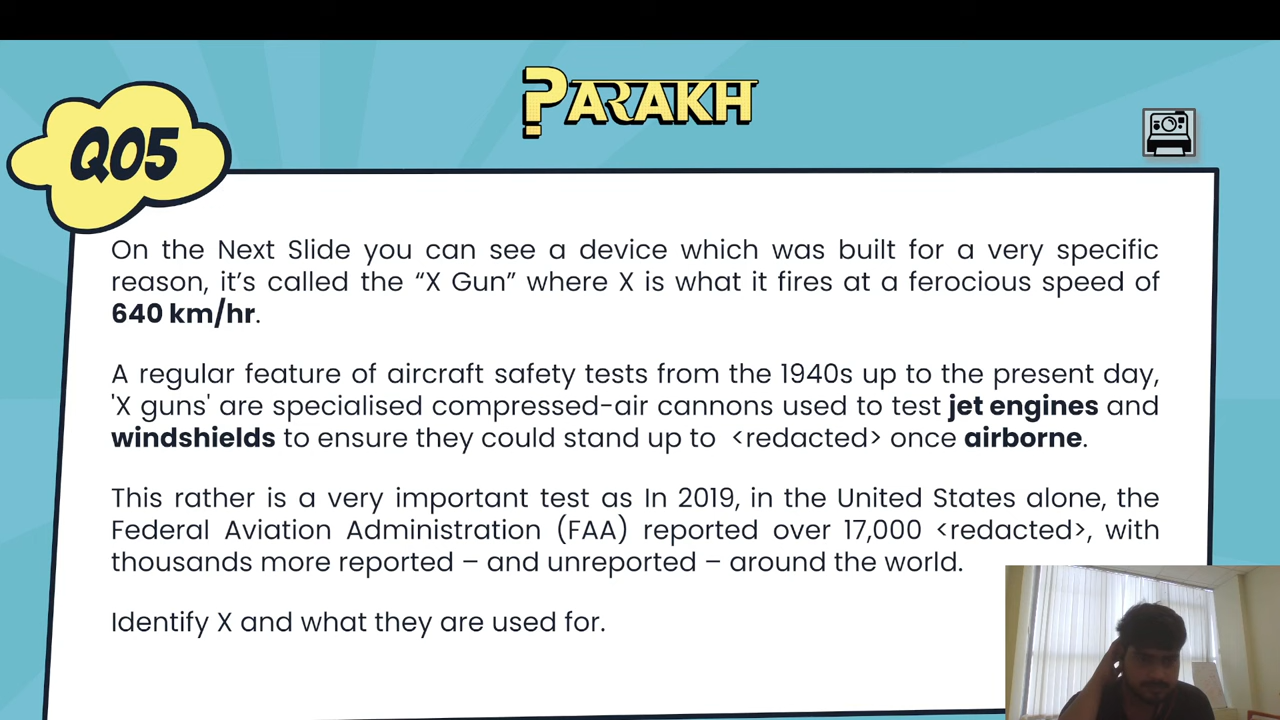 ?PARAKH
Q05
On the Next Slide you can see a device which was built for a very specific
reason, it's called the “X Gun” where X is what it fires at a ferocious speed of
640 km/hr.
A regular feature of aircraft safety tests from the 1940s up to the present day,
'X guns' are specialised compressed-air cannons used to test jet engines and
windshields to ensure they could stand up to <redacted> once airborne.
This rather is a very important test as In 2019, in the United States alone, the
Federal Aviation Administration (FAA) reported over 17,000 <redacted>, with
thousands more reported – and unreported – around the world.
Identify X and what they are used for.